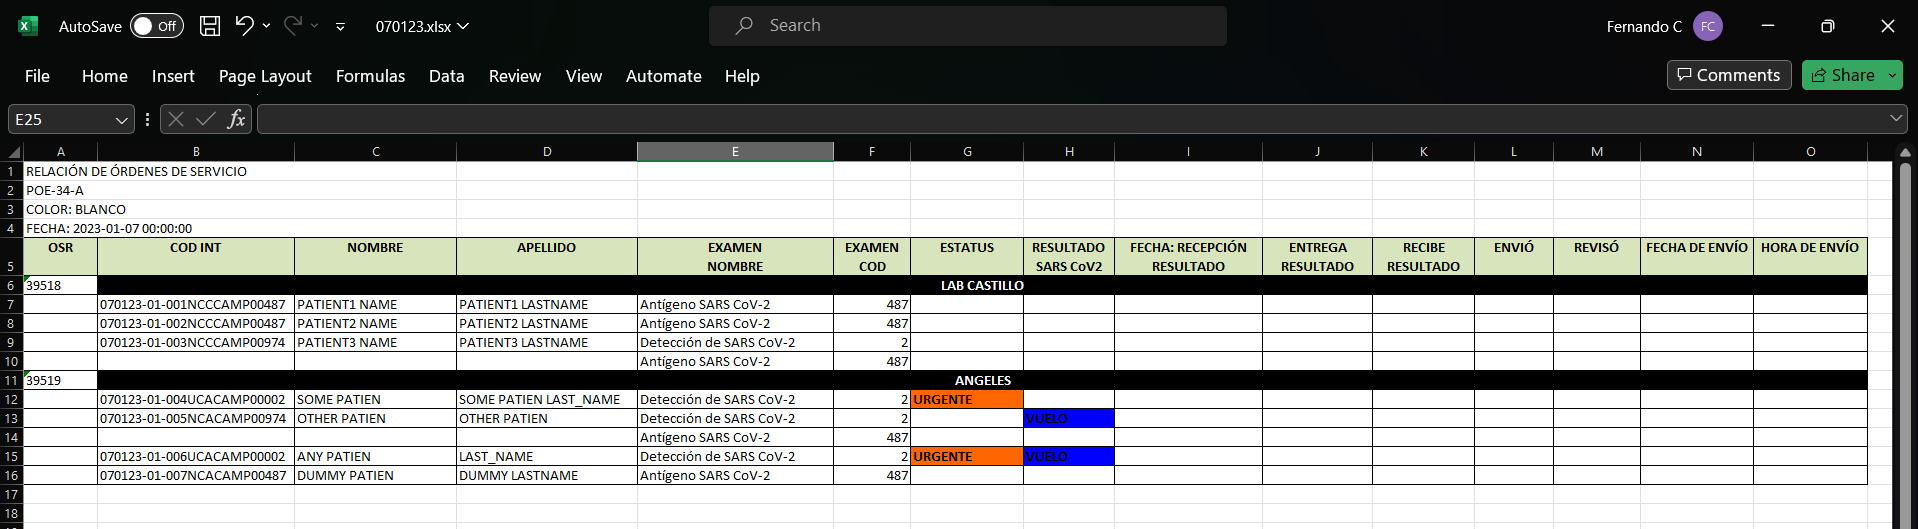 AutoSave Off 070123.xlsx Search Fernando C FC
File Home Insert Page Layout Formulas Data Review View Automate Help Comments Share
E25 fx
A B C D E F G H I J K L M N O
1 RELACIÓN DE ÓRDENES DE SERVICIO
2 POE-34-A
3 COLOR: BLANCO
4 FECHA: 2023-01-07 00:00:00
OSR COD INT NOMBRE APELLIDO EXAMEN EXAMEN ESTATUS RESULTADO FECHA: RECEPCIÓN ENTREGA RECIBE ENVIÓ REVISÓ FECHA DE ENVÍO HORA DE ENVÍO
5 NOMBRE COD SARS CoV2 RESULTADO RESULTADO RESULTADO
6 39518 LAB CASTILLO
7 070123-01-001NCCCAMP00487 PATIENT1 NAME PATIENT1 LASTNAME Antígeno SARS CoV-2 487
8 070123-01-002NCCCAMP00487 PATIENT2 NAME PATIENT2 LASTNAME Antígeno SARS CoV-2 487
9 070123-01-003NCCCAMP00974 PATIENT3 NAME PATIENT3 LASTNAME Detección de SARS CoV-2 2
10 Antígeno SARS CoV-2 487
11 39519 ANGELES
12 070123-01-004UCACAMP00002 SOME PATIEN SOME PATIEN LAST_NAME Detección de SARS CoV-2 2 URGENTE
13 070123-01-005NCACAMP00974 OTHER PATIEN OTHER PATIEN Detección de SARS CoV-2 2 VUELO
14 Antígeno SARS CoV-2 487
15 070123-01-006UCACAMP00002 ANY PATIEN LAST_NAME Detección de SARS CoV-2 2 URGENTE VUELO
16 070123-01-007NCACAMP00487 DUMMY PATIEN DUMMY LASTNAME Antígeno SARS CoV-2 487
17
18